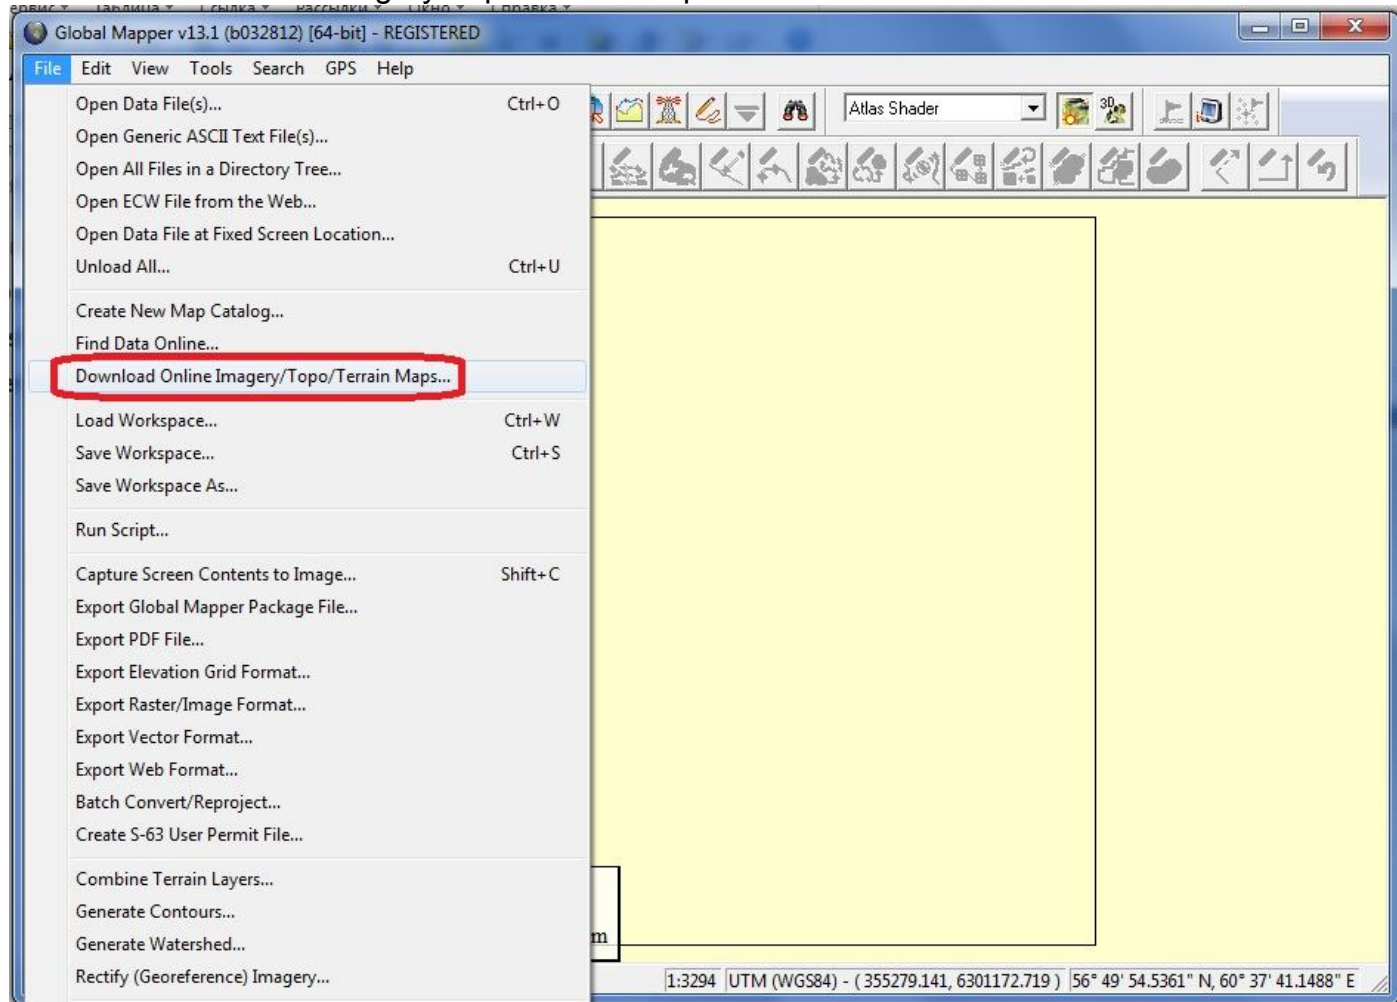 Сервис Таблица Ссылка Рассылки Окно Справка
Global Mapper v13.1 (b032812) [64-bit] - REGISTERED
File Edit View Tools Search GPS Help
Open Data File(s)... Ctrl+O
Atlas Shader
3D
Open Generic ASCII Text File(s)...
Open All Files in a Directory Tree...
Open ECW File from the Web...
Open Data File at Fixed Screen Location...
Unload All... Ctrl+U
Create New Map Catalog...
Find Data Online...
Download Online Imagery/Topo/Terrain Maps...
Load Workspace... Ctrl+W
Save Workspace... Ctrl+S
Save Workspace As...
Run Script...
Capture Screen Contents to Image... Shift+C
Export Global Mapper Package File...
Export PDF File...
Export Elevation Grid Format...
Export Raster/Image Format...
Export Vector Format...
Export Web Format...
Batch Convert/Reproject...
Create S-63 User Permit File...
Combine Terrain Layers...
Generate Contours...
Generate Watershed...
m
Rectify (Georeference) Imagery...
1:3294 UTM (WGS84) - ( 355279.141, 6301172.719 ) 56° 49' 54.5361" N, 60° 37' 41.1488" E